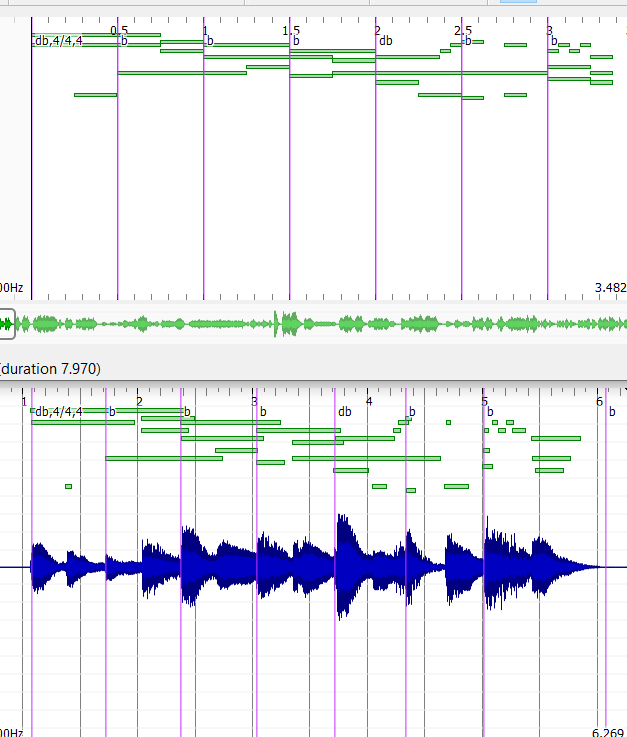 0.5 1 1.5 2 2.5 3
db,4/4,4 b b b db b b
00Hz 3.482
(duration 7.970)
1 2 3 4 5 6
db,4/4,4 b b b db b b b
00Hz 6.269